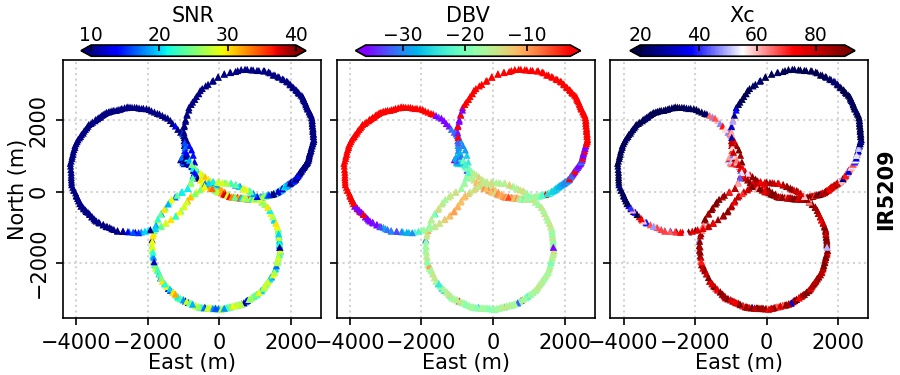 SNR DBV Xc
10 20 30 40 −30 −20 −10 20 40 60 80
2000
0
−2000
North (m)
IR5209
−4000 −2000 0 2000 −4000 −2000 0 2000 −4000 −2000 0 2000
East (m) East (m) East (m)